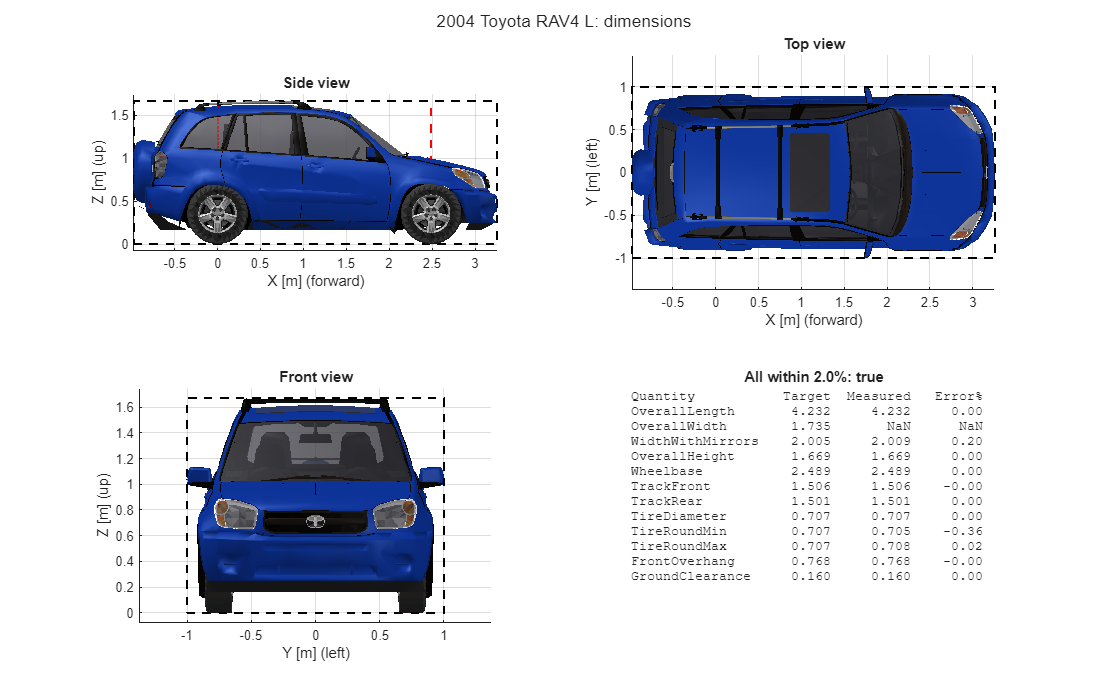 2004 Toyota RAV4 L: dimensions
Side view
1.5
1
0.5
0
Z [m] (up)
-0.5 0 0.5 1 1.5 2 2.5 3
X [m] (forward)
Top view
1
0.5
0
-0.5
-1
Y [m] (left)
-0.5 0 0.5 1 1.5 2 2.5 3
X [m] (forward)
Front view
1.6
1.4
1.2
1
0.8
0.6
0.4
0.2
0
Z [m] (up)
-1 -0.5 0 0.5 1
Y [m] (left)
All within 2.0%: true
Quantity Target Measured Error%
OverallLength 4.232 4.232 0.00
OverallWidth 1.735 NaN NaN
WidthWithMirrors 2.005 2.009 0.20
OverallHeight 1.669 1.669 0.00
Wheelbase 2.489 2.489 0.00
TrackFront 1.506 1.506 -0.00
TrackRear 1.501 1.501 0.00
TireDiameter 0.707 0.707 0.00
TireRoundMin 0.707 0.705 -0.36
TireRoundMax 0.707 0.708 0.02
FrontOverhang 0.768 0.768 -0.00
GroundClearance 0.160 0.160 0.00